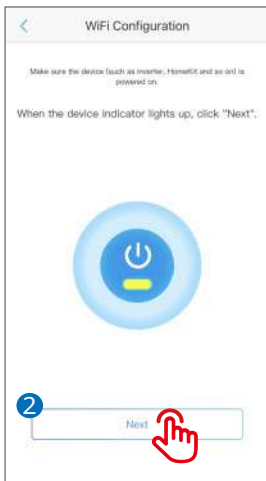 WiFi Configuration
Make sure the device (such as inverter, HomeKit and so on) is
powered on.
When the device indicator lights up, click "Next".
2
Next